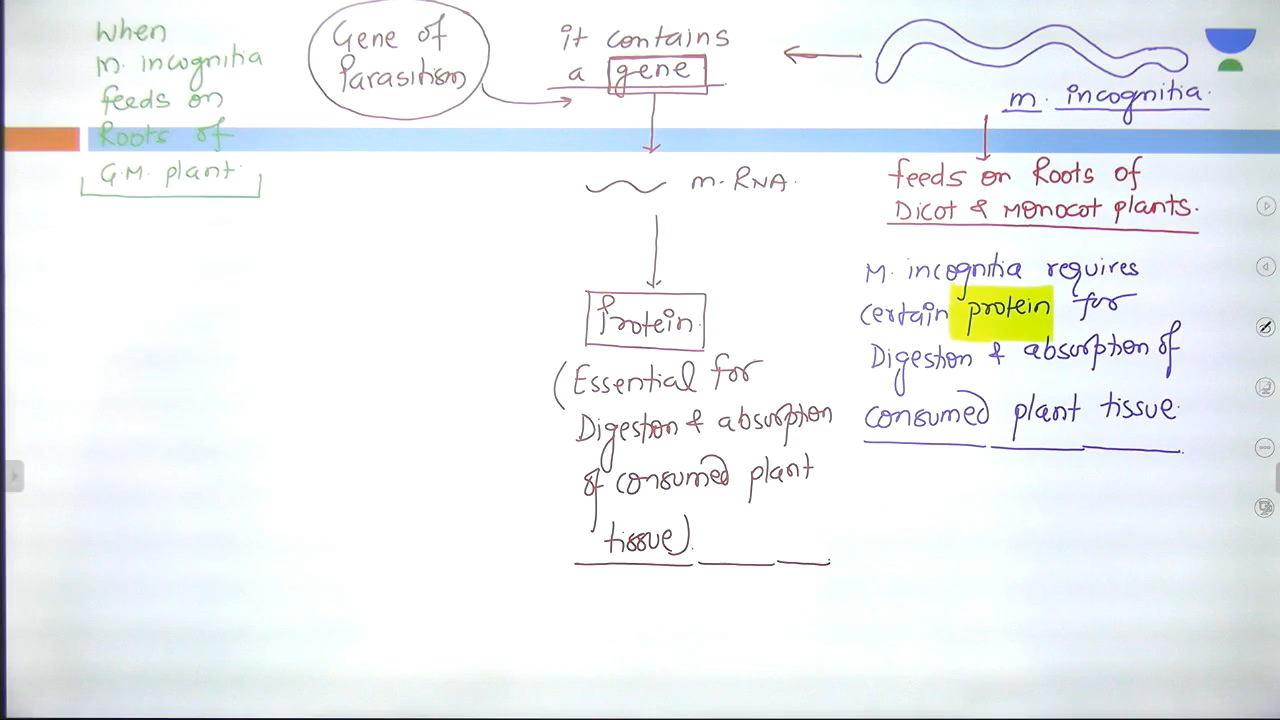 When
M. incognitia
feeds on
Roots of
G.M. plant.
Gene of
Parasitism
it contains
a gene
m. RNA.
Protein.
(Essential for
Digestion & absorption
of consumed plant
tissue).
m. incognitia.
feeds on Roots of
Dicot & Monocot plants.
M. incognitia requires
certain protein for
Digestion & absorption of
consumed plant tissue.